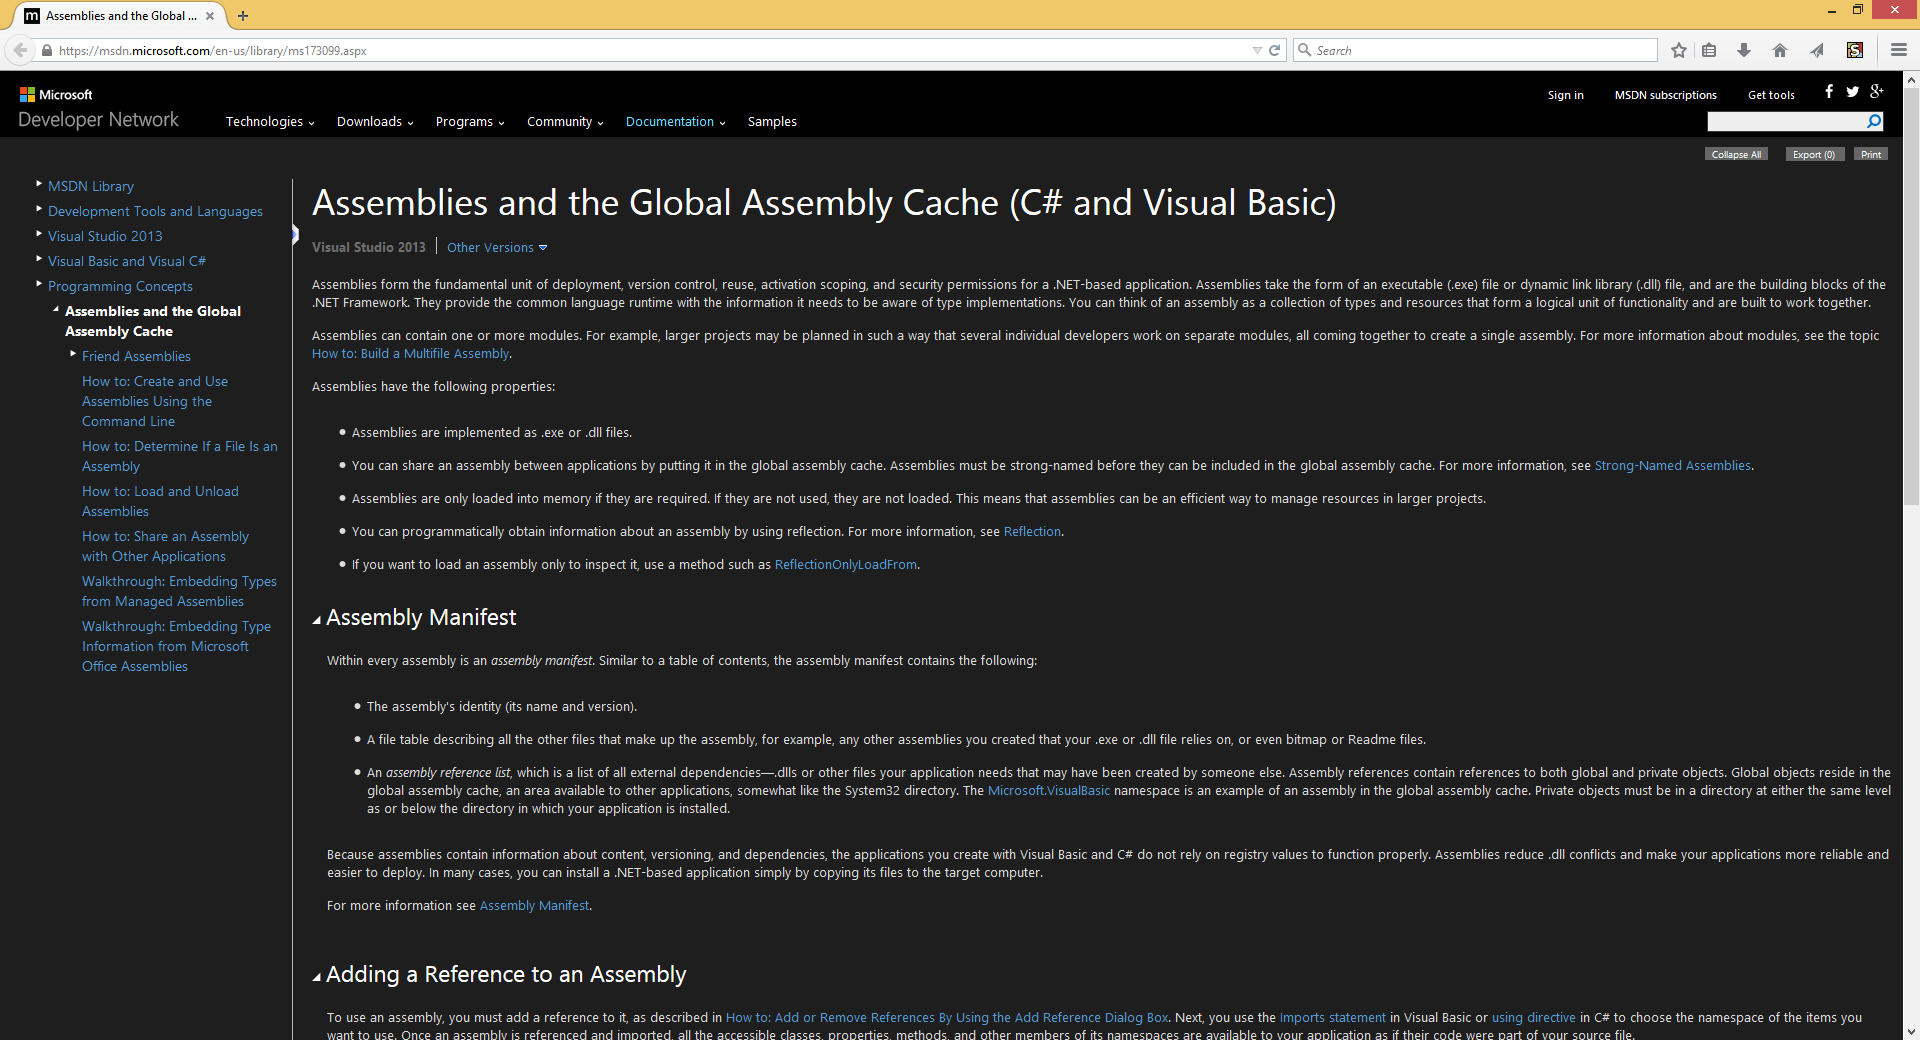 Assemblies and the Global ...
https://msdn.microsoft.com/en-us/library/ms173099.aspx
Search
Microsoft
Developer Network
Technologies
Downloads
Programs
Community
Documentation
Samples
Sign in
MSDN subscriptions
Get tools
Collapse All
Export (0)
Print
MSDN Library
Development Tools and Languages
Visual Studio 2013
Visual Basic and Visual C#
Programming Concepts
Assemblies and the Global
Assembly Cache
Friend Assemblies
How to: Create and Use
Assemblies Using the
Command Line
How to: Determine If a File Is an
Assembly
How to: Load and Unload
Assemblies
How to: Share an Assembly
with Other Applications
Walkthrough: Embedding Types
from Managed Assemblies
Walkthrough: Embedding Type
Information from Microsoft
Office Assemblies
Assemblies and the Global Assembly Cache (C# and Visual Basic)
Visual Studio 2013
Other Versions
Assemblies form the fundamental unit of deployment, version control, reuse, activation scoping, and security permissions for a .NET-based application. Assemblies take the form of an executable (.exe) file or dynamic link library (.dll) file, and are the building blocks of the
.NET Framework. They provide the common language runtime with the information it needs to be aware of type implementations. You can think of an assembly as a collection of types and resources that form a logical unit of functionality and are built to work together.
Assemblies can contain one or more modules. For example, larger projects may be planned in such a way that several individual developers work on separate modules, all coming together to create a single assembly. For more information about modules, see the topic
How to: Build a Multifile Assembly.
Assemblies have the following properties:
• Assemblies are implemented as .exe or .dll files.
• You can share an assembly between applications by putting it in the global assembly cache. Assemblies must be strong-named before they can be included in the global assembly cache. For more information, see Strong-Named Assemblies.
• Assemblies are only loaded into memory if they are required. If they are not used, they are not loaded. This means that assemblies can be an efficient way to manage resources in larger projects.
• You can programmatically obtain information about an assembly by using reflection. For more information, see Reflection.
• If you want to load an assembly only to inspect it, use a method such as ReflectionOnlyLoadFrom.
Assembly Manifest
Within every assembly is an assembly manifest. Similar to a table of contents, the assembly manifest contains the following:
• The assembly's identity (its name and version).
• A file table describing all the other files that make up the assembly, for example, any other assemblies you created that your .exe or .dll file relies on, or even bitmap or Readme files.
• An assembly reference list, which is a list of all external dependencies—.dlls or other files your application needs that may have been created by someone else. Assembly references contain references to both global and private objects. Global objects reside in the
global assembly cache, an area available to other applications, somewhat like the System32 directory. The Microsoft.VisualBasic namespace is an example of an assembly in the global assembly cache. Private objects must be in a directory at either the same level
as or below the directory in which your application is installed.
Because assemblies contain information about content, versioning, and dependencies, the applications you create with Visual Basic and C# do not rely on registry values to function properly. Assemblies reduce .dll conflicts and make your applications more reliable and
easier to deploy. In many cases, you can install a .NET-based application simply by copying its files to the target computer.
For more information see Assembly Manifest.
Adding a Reference to an Assembly
To use an assembly, you must add a reference to it, as described in How to: Add or Remove References By Using the Add Reference Dialog Box. Next, you use the Imports statement in Visual Basic or using directive in C# to choose the namespace of the items you
want to use. Once an assembly is referenced and imported, all the accessible classes, properties, methods, and other members of its namespaces are available to your application as if their code were part of your source file.